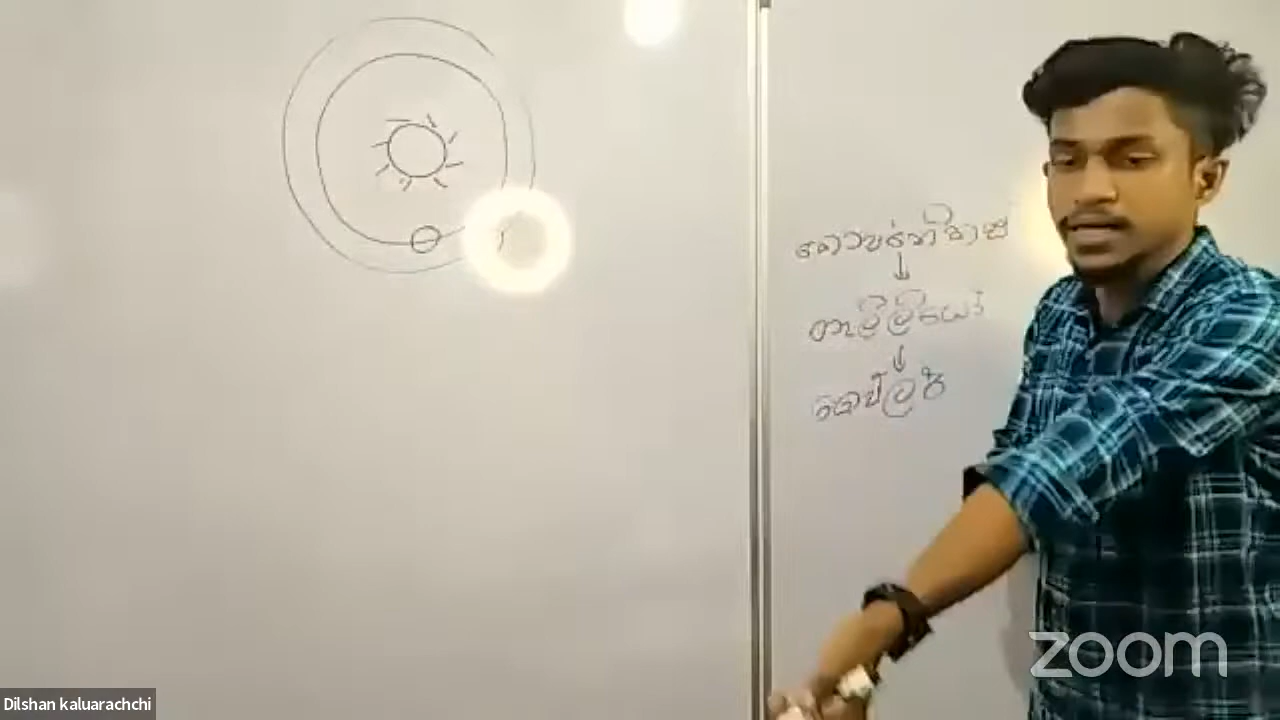 කොපර්නිකස්
↓
ගැලීලියෝ
↓
කෙප්ලර්
zoom
Dilshan kaluarachchi